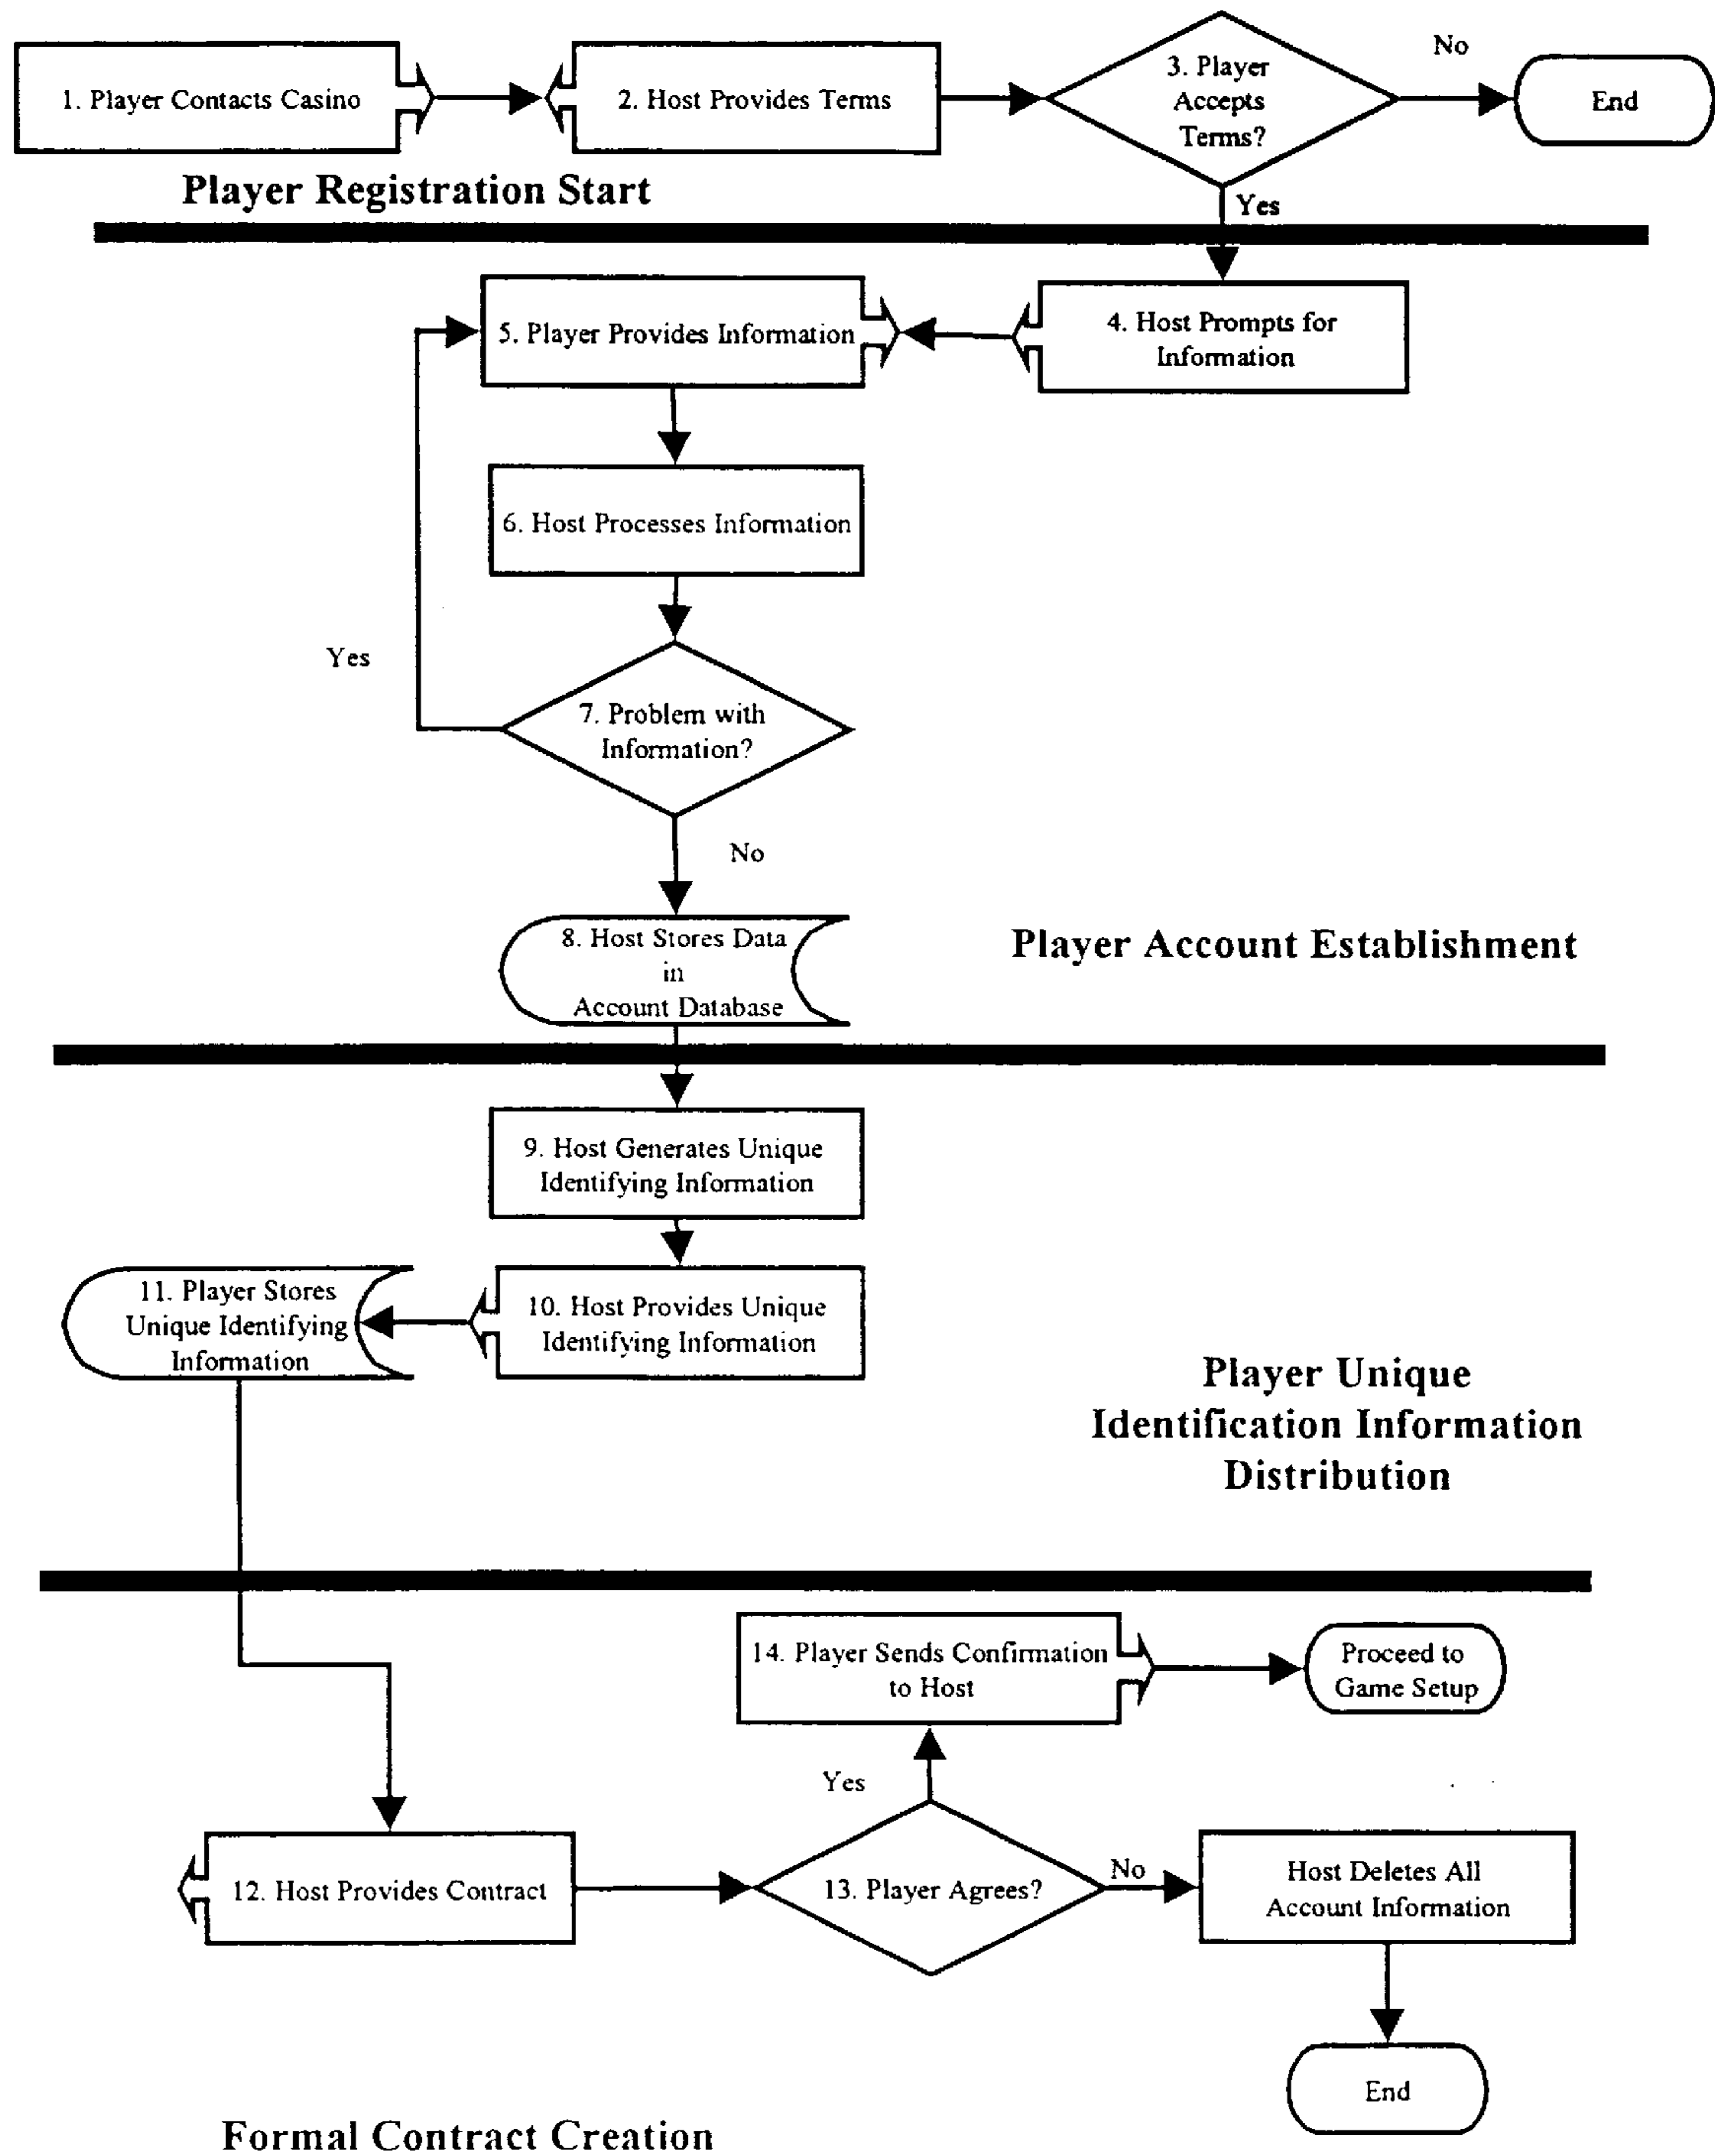 1. Player Contacts Casino
2. Host Provides Terms
3. Player
Accepts
Terms?
No
End
Player Registration Start
Yes
5. Player Provides Information
4. Host Prompts for
Information
6. Host Processes Information
Yes
7. Problem with
Information?
No
8. Host Stores Data
in
Account Database
Player Account Establishment
9. Host Generates Unique
Identifying Information
11. Player Stores
Unique Identifying
Information
10. Host Provides Unique
Identifying Information
Player Unique
Identification Information
Distribution
14. Player Sends Confirmation
to Host
Proceed to
Game Setup
Yes
12. Host Provides Contract
13. Player Agrees?
No
Host Deletes All
Account Information
End
Formal Contract Creation